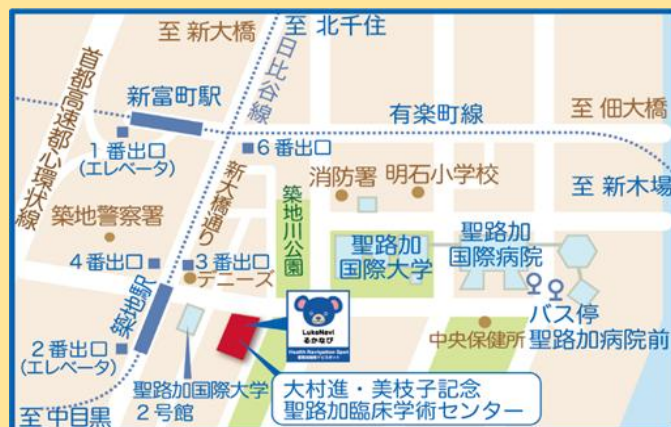 至 新大橋
至 北千住
日比谷線
首都高速都心環状線
新富町駅
有楽町線
至 佃大橋
1番出口
(エレベータ)
6番出口
新大橋通り
消防署
明石小学校
至 新木場
築地警察署
築地川公園
聖路加
国際大学
聖路加
国際病院
4番出口
3番出口
デニーズ
築地駅
LukaNavi
るかなび
Health Navigation Spot
バス停
聖路加病院前
中央保健所
2番出口
(エレベータ)
聖路加国際大学
2号館
大村進・美枝子記念
聖路加臨床学術センター
至 中目黒